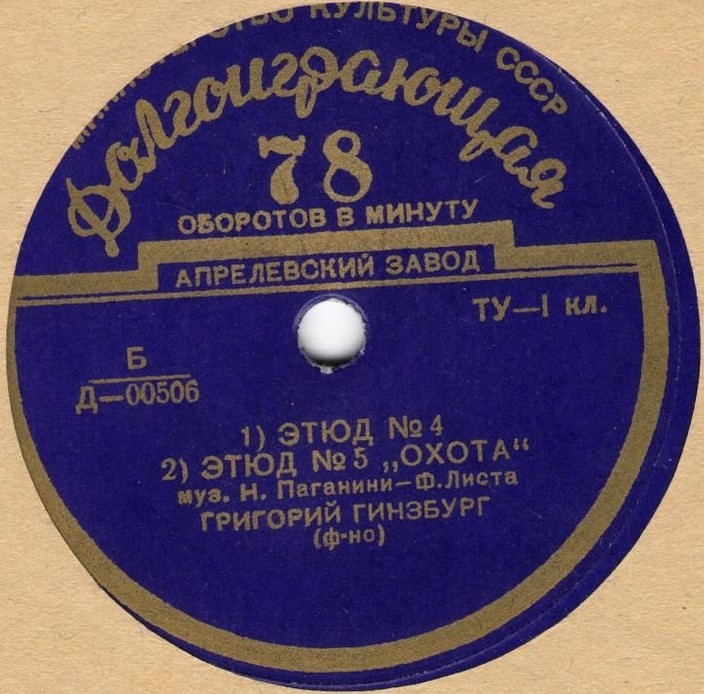 МИНИСТЕРСТВО КУЛЬТУРЫ СССР
Долгоиграющая
78
ОБОРОТОВ В МИНУТУ
АПРЕЛЕВСКИЙ ЗАВОД
ТУ—I кл.
Б
Д—00506
1) ЭТЮД №4
2) ЭТЮД №5 „ОХОТА“
муз. Н. Паганини—Ф. Листа
ГРИГОРИЙ ГИНЗБУРГ
(ф-но)